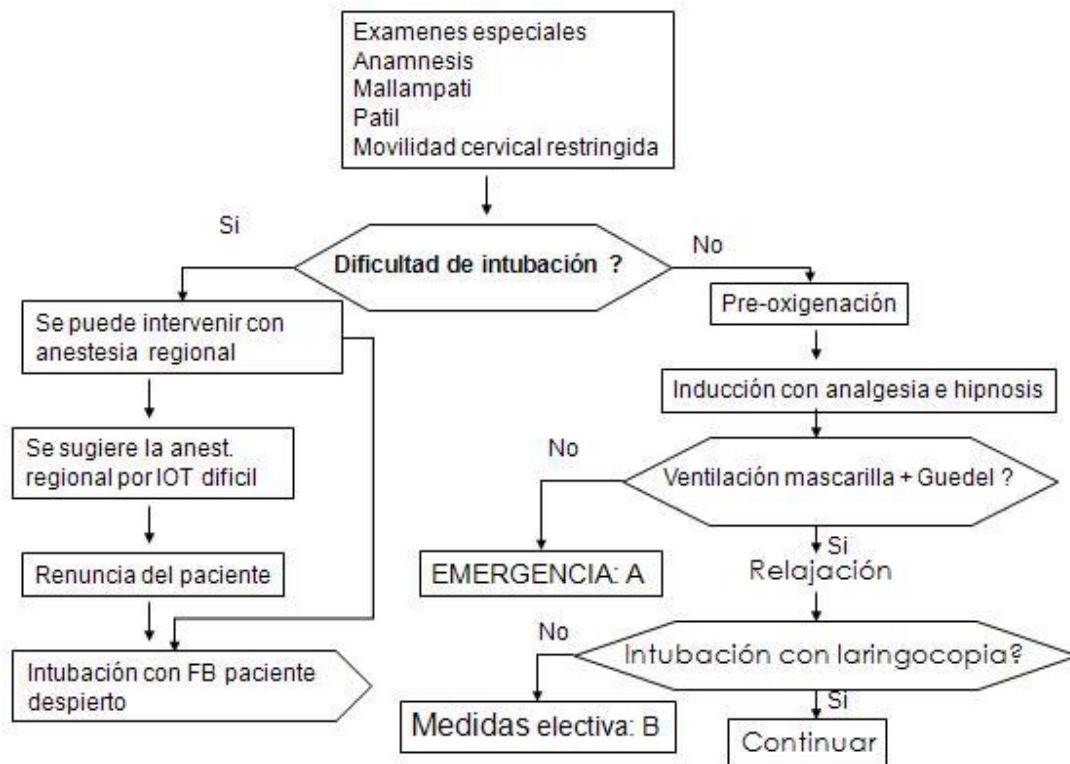 Examenes especiales
Anamnesis
Mallampati
Patil
Movilidad cervical restringida
Si
Dificultad de intubación ?
No
Se puede intervenir con
anestesia regional
Se sugiere la anest.
regional por IOT dificil
Renuncia del paciente
Intubación con FB paciente
despierto
Pre-oxigenación
Inducción con analgesia e hipnosis
No
Ventilación mascarilla + Guedel ?
EMERGENCIA: A
Si
Relajación
No
Intubación con laringocopia?
Medidas electiva: B
Si
Continuar